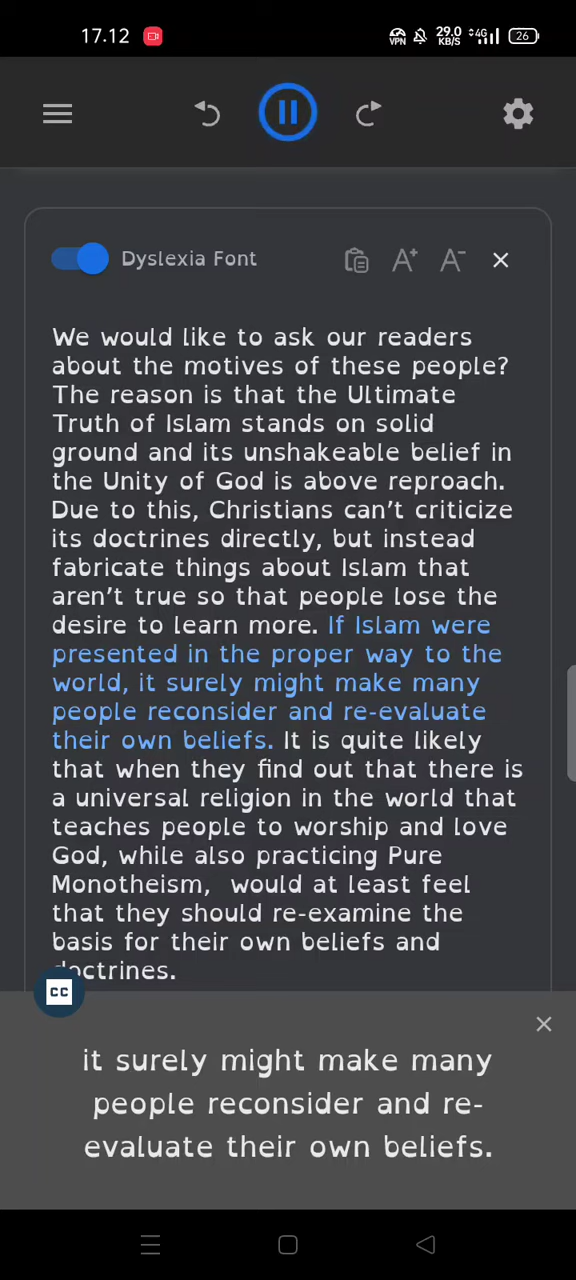 17.12
VPN
29.0
KB/S
4G
26
Dyslexia Font
A+
A-
We would like to ask our readers
about the motives of these people?
The reason is that the Ultimate
Truth of Islam stands on solid
ground and its unshakeable belief in
the Unity of God is above reproach.
Due to this, Christians can’t criticize
its doctrines directly, but instead
fabricate things about Islam that
aren’t true so that people lose the
desire to learn more. If Islam were
presented in the proper way to the
world, it surely might make many
people reconsider and re-evaluate
their own beliefs. It is quite likely
that when they find out that there is
a universal religion in the world that
teaches people to worship and love
God, while also practicing Pure
Monotheism,  would at least feel
that they should re-examine the
basis for their own beliefs and
doctrines.
CC
it surely might make many
people reconsider and re-
evaluate their own beliefs.